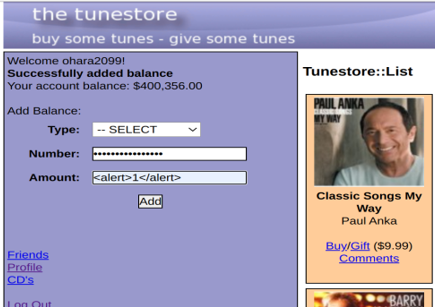 the tunestore
buy some tunes - give some tunes
Welcome ohara2099!
Successfully added balance
Your account balance: $400,356.00
Add Balance:
Type: -- SELECT
Number: ••••••••••••••••
Amount: <alert>1</alert>
Add
Friends
Profile
CD's
Log Out
Tunestore::List
PAUL ANKA
MY WAY
Classic Songs My
Way
Paul Anka
Buy/Gift ($9.99)
Comments
BARRY